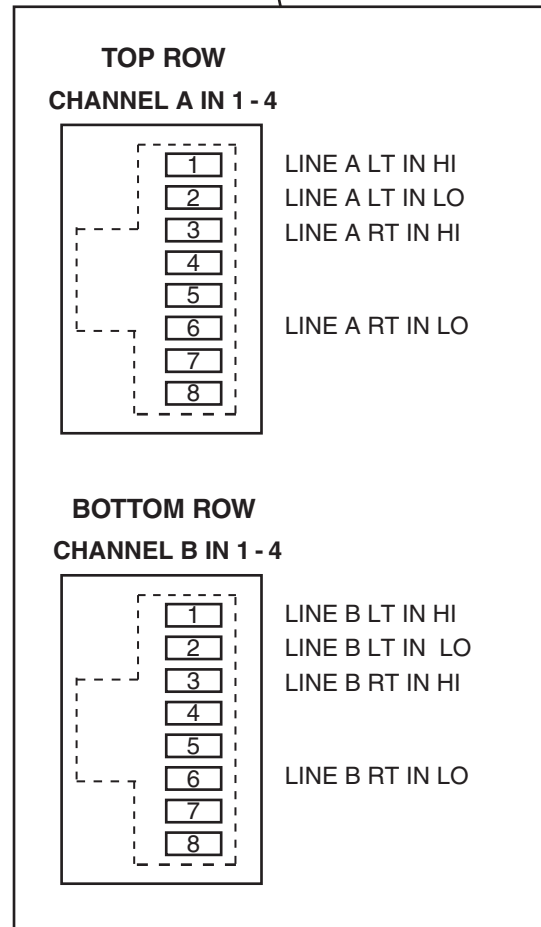 TOP ROW
CHANNEL A IN 1 - 4
1 LINE A LT IN HI
2 LINE A LT IN LO
3 LINE A RT IN HI
4
5
6 LINE A RT IN LO
7
8
BOTTOM ROW
CHANNEL B IN 1 - 4
1 LINE B LT IN HI
2 LINE B LT IN LO
3 LINE B RT IN HI
4
5
6 LINE B RT IN LO
7
8